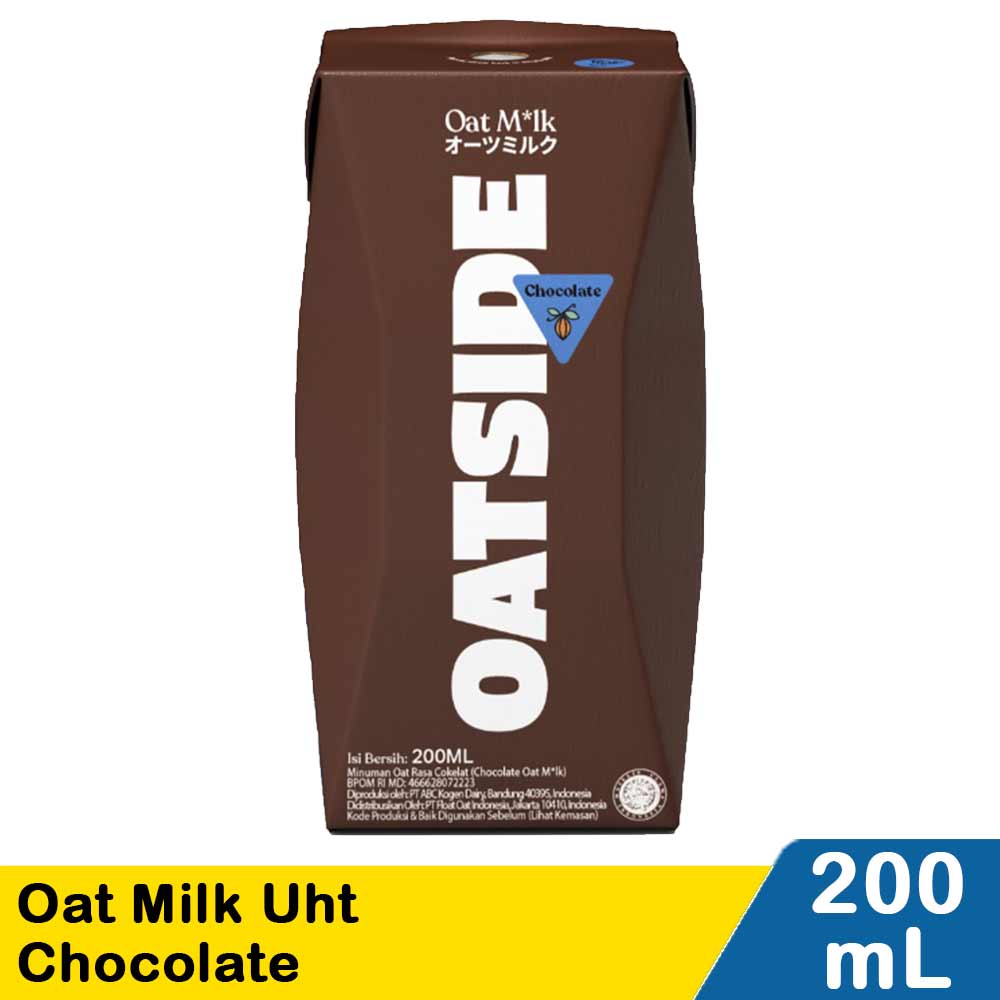 Oat M*lk
オーツミルク
OATSIDE
Chocolate
Isi Bersih: 200ML
Minuman Oat Rasa Cokelat (Chocolate Oat M*lk)
BPOM RI MD: 466628072223
Diproduksi oleh: PT ABC Kogen Dairy, Bandung 40395, Indonesia
Didistribusikan Oleh: PT Float Oat Indonesia, Jakarta 10410, Indonesia
Kode Produksi & Baik Digunakan Sebelum (Lihat Kemasan)
Oat Milk Uht
Chocolate
200
mL